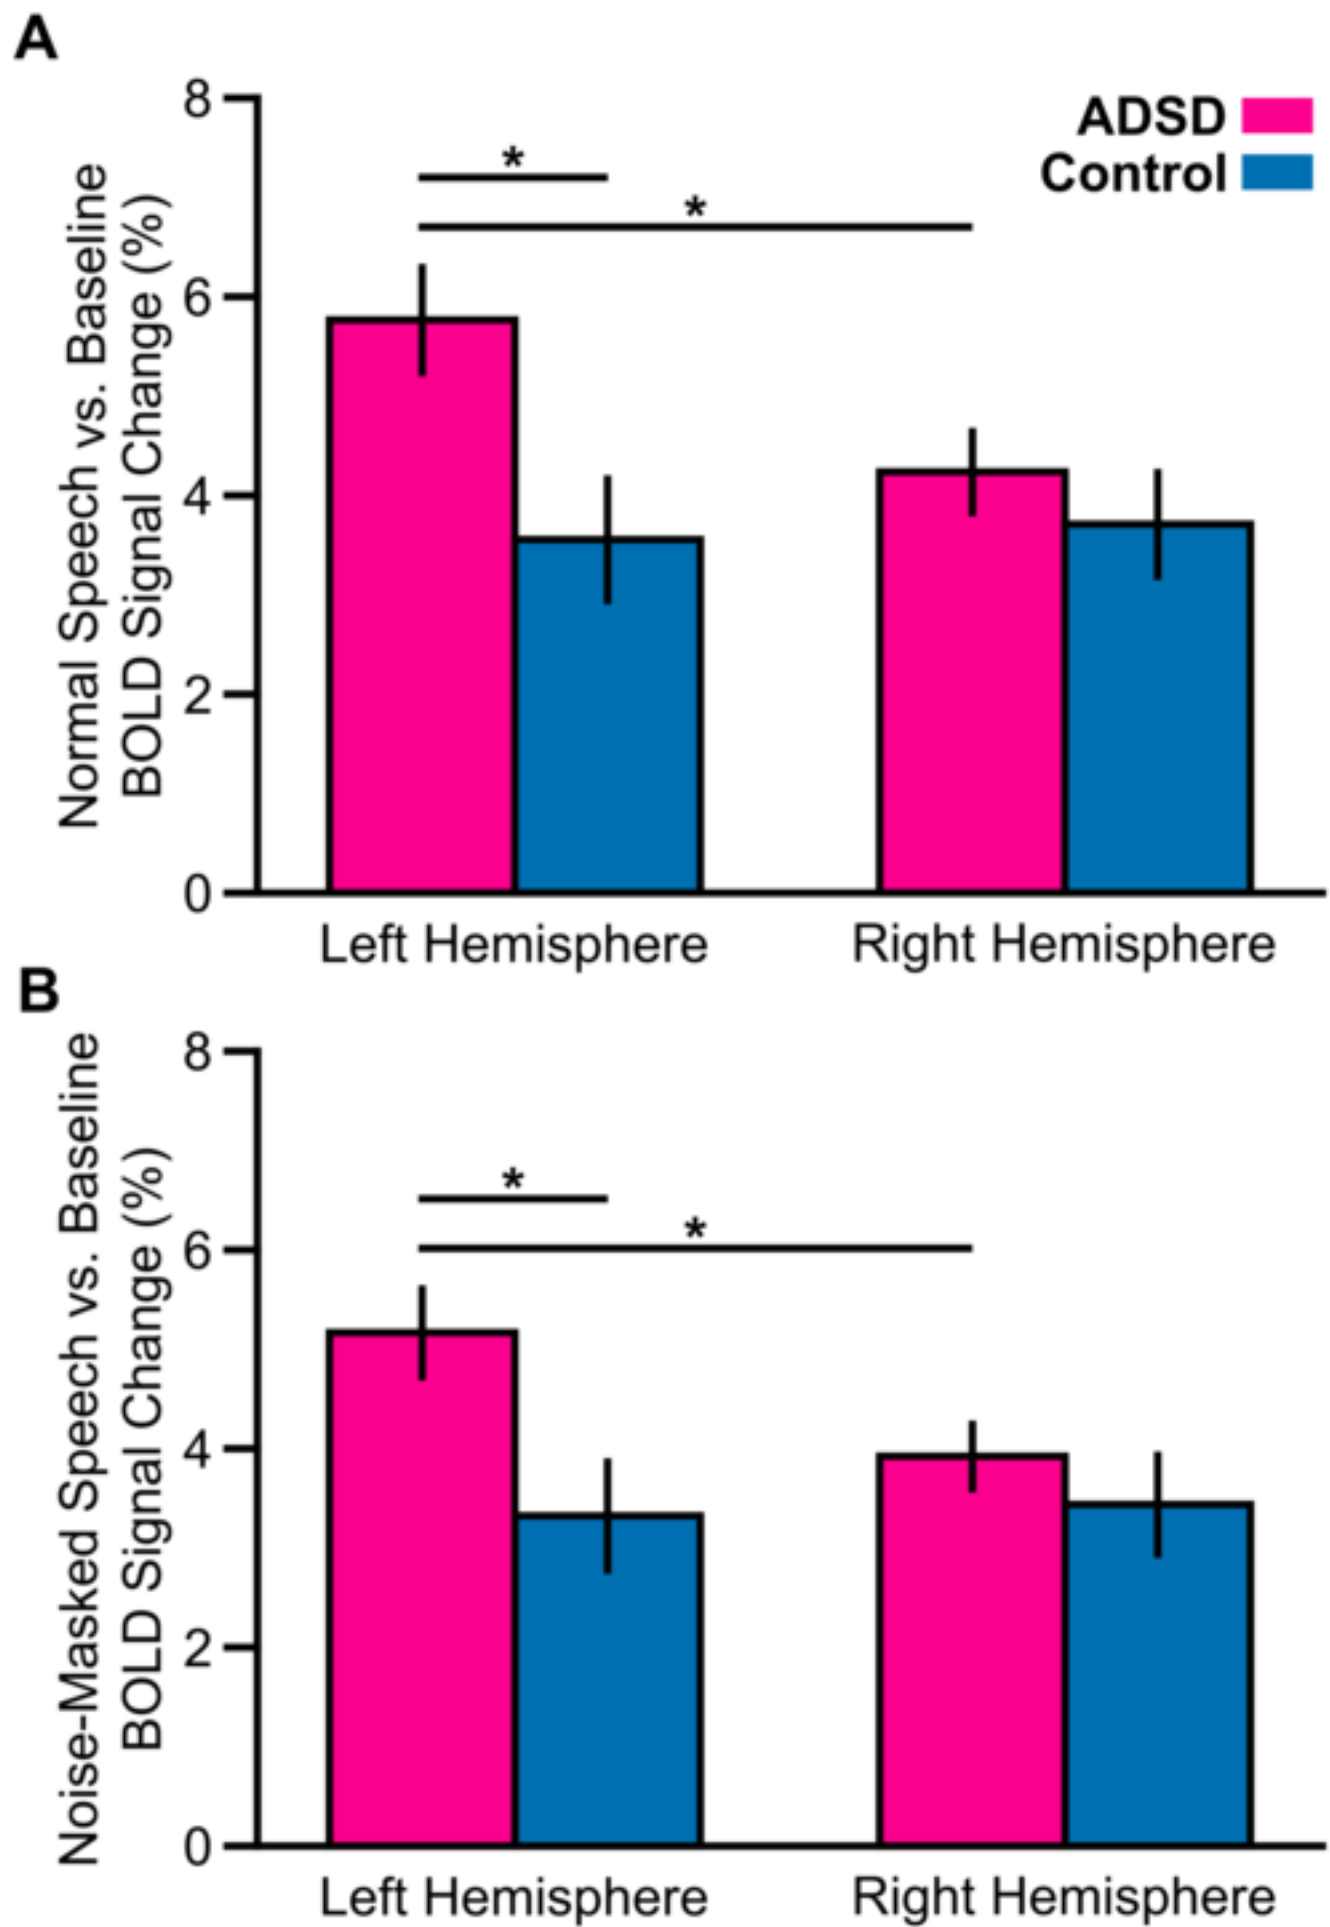 A
8
6
4
2
0
Normal Speech vs. Baseline
BOLD Signal Change (%)
*
*
ADSD
Control
Left Hemisphere
Right Hemisphere
B
8
6
4
2
0
Noise-Masked Speech vs. Baseline
BOLD Signal Change (%)
*
*
Left Hemisphere
Right Hemisphere